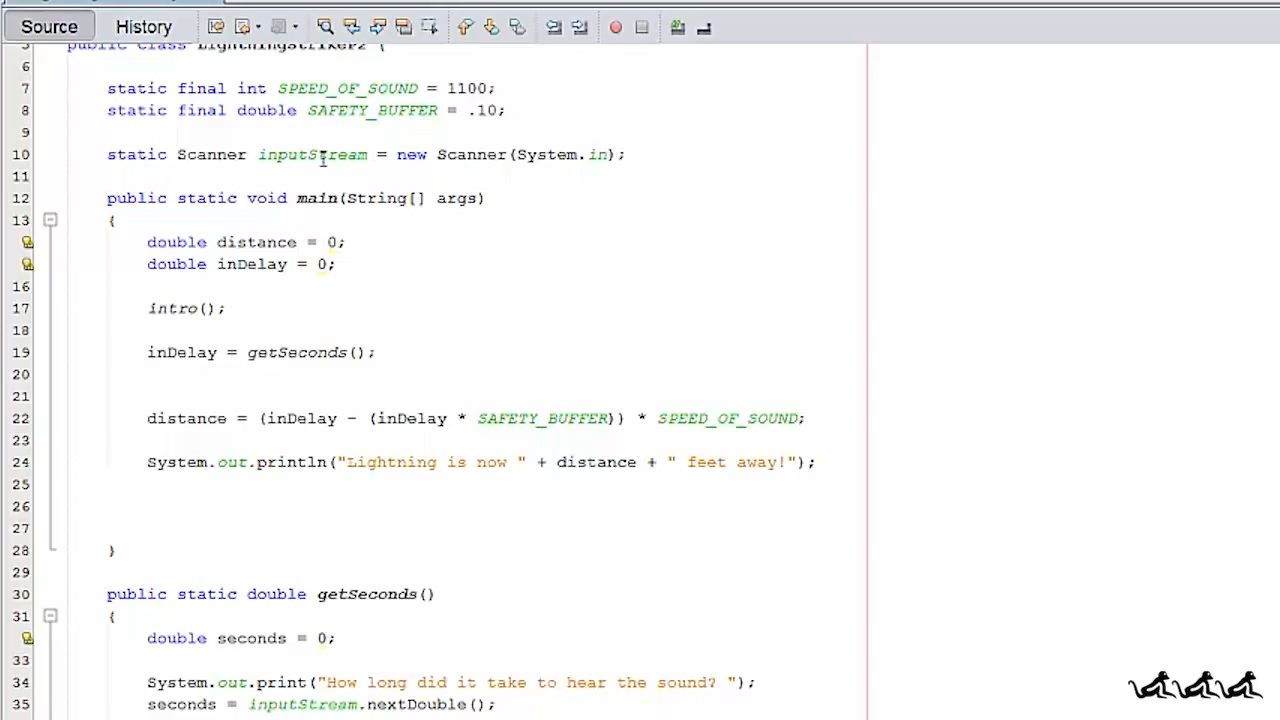 Source History
5 public class LightningStriker2 {
6
7 static final int SPEED_OF_SOUND = 1100;
8 static final double SAFETY_BUFFER = .10;
9
10 static Scanner inputStream = new Scanner(System.in);
11
12 public static void main(String[] args)
13 {
double distance = 0;
double inDelay = 0;
16
17 intro();
18
19 inDelay = getSeconds();
20
21
22 distance = (inDelay - (inDelay * SAFETY_BUFFER)) * SPEED_OF_SOUND;
23
24 System.out.println("Lightning is now " + distance + " feet away!");
25
26
27
28 }
29
30 public static double getSeconds()
31 {
double seconds = 0;
33
34 System.out.print("How long did it take to hear the sound? ");
35 seconds = inputStream.nextDouble();